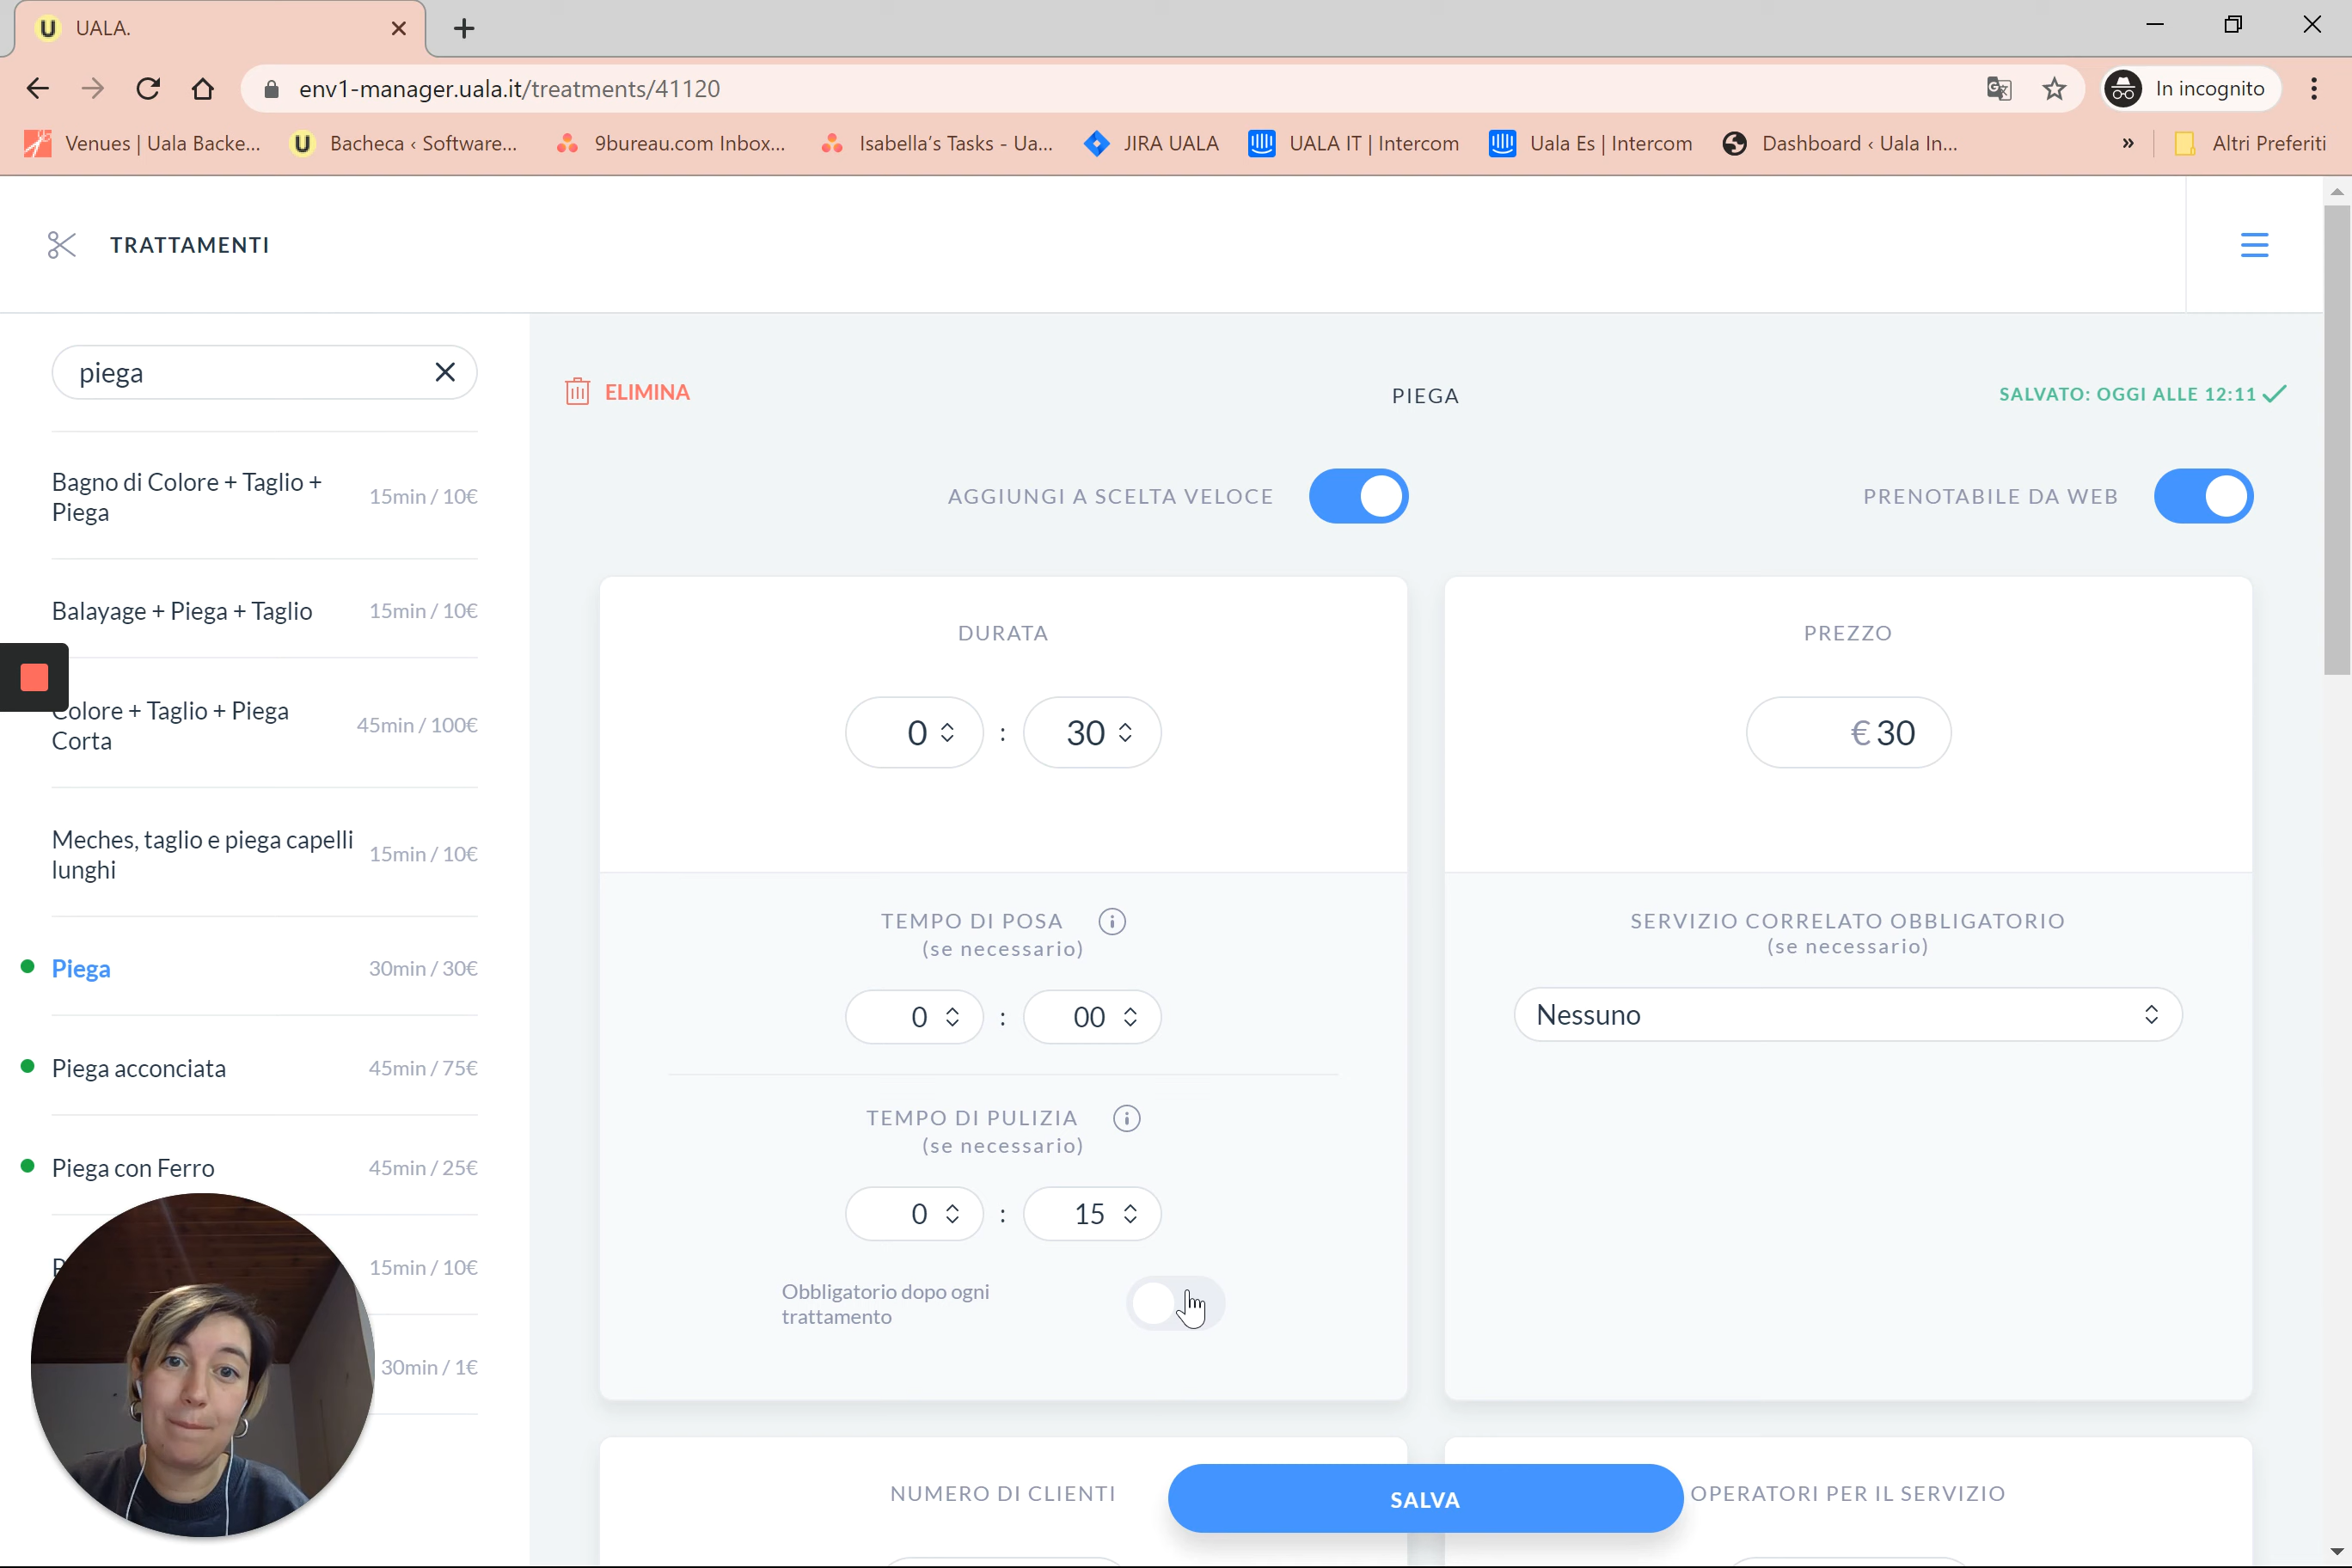 UALA.
env1-manager.uala.it/treatments/41120
In incognito
Venues | Uala Backe...
Bacheca ‹ Software...
9bureau.com Inbox...
Isabella's Tasks - Ua...
JIRA UALA
UALA IT | Intercom
Uala Es | Intercom
Dashboard ‹ Uala In...
»
Altri Preferiti
TRATTAMENTI
piega
ELIMINA
PIEGA
SALVATO: OGGI ALLE 12:11
AGGIUNGI A SCELTA VELOCE
PRENOTABILE DA WEB
Bagno di Colore + Taglio +
Piega
15min / 10€
Balayage + Piega + Taglio
15min / 10€
Colore + Taglio + Piega
Corta
45min / 100€
Meches, taglio e piega capelli
lunghi
15min / 10€
Piega
30min / 30€
Piega acconciata
45min / 75€
Piega con Ferro
45min / 25€
15min / 10€
30min / 1€
DURATA
0 : 30
TEMPO DI POSA
(se necessario)
0 : 00
TEMPO DI PULIZIA
(se necessario)
0 : 15
Obbligatorio dopo ogni
trattamento
PREZZO
€ 30
SERVIZIO CORRELATO OBBLIGATORIO
(se necessario)
Nessuno
NUMERO DI CLIENTI
SALVA
OPERATORI PER IL SERVIZIO